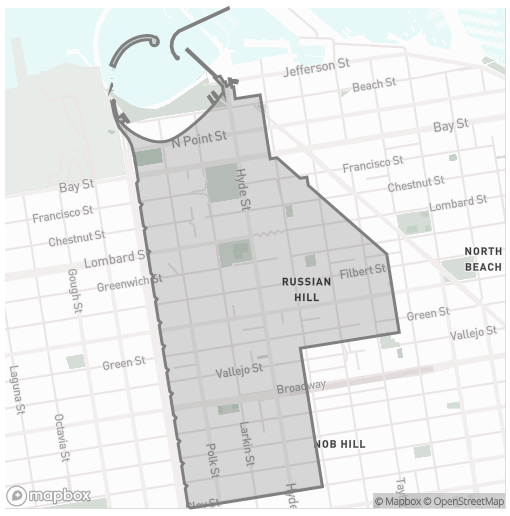 Jefferson St
Beach St
N Point St
Bay St
Francisco St
Chestnut St
Hyde St
Lombard St
Bay St
Francisco St
Chestnut St
Lombard S
Greenwich St
Gough St
NORTH
BEACH
Filbert St
RUSSIAN
HILL
Green St
Vallejo St
Green St
Vallejo St
Broadway
Laguna St
Octavia St
Polk St
Larkin St
NOB HILL
Hyde
Tay
mapbox
© Mapbox © OpenStreetMap